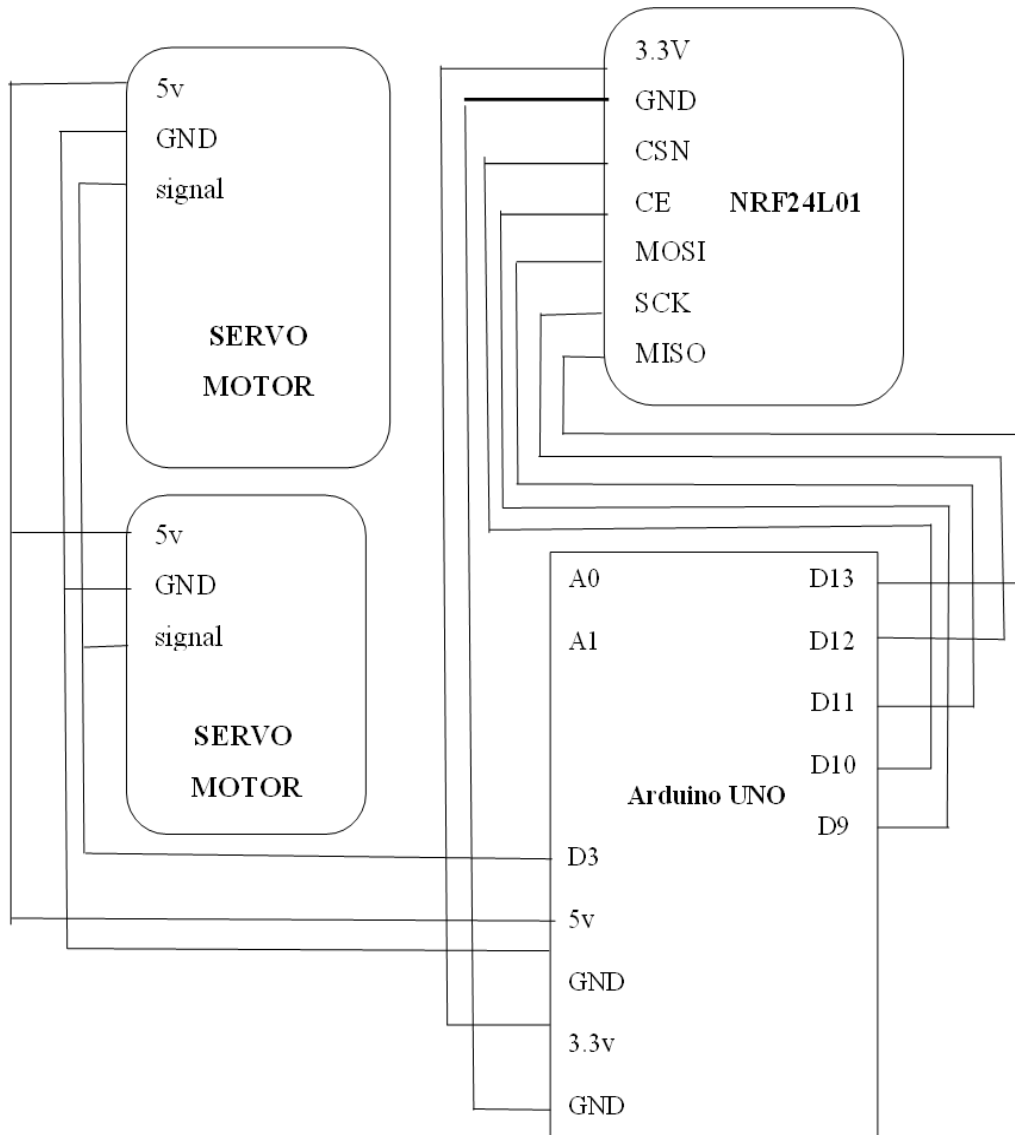 5v
GND
signal
SERVO
MOTOR
5v
GND
signal
SERVO
MOTOR
3.3V
GND
CSN
CE
NRF24L01
MOSI
SCK
MISO
A0
A1
D3
5v
GND
3.3v
GND
Arduino UNO
D13
D12
D11
D10
D9